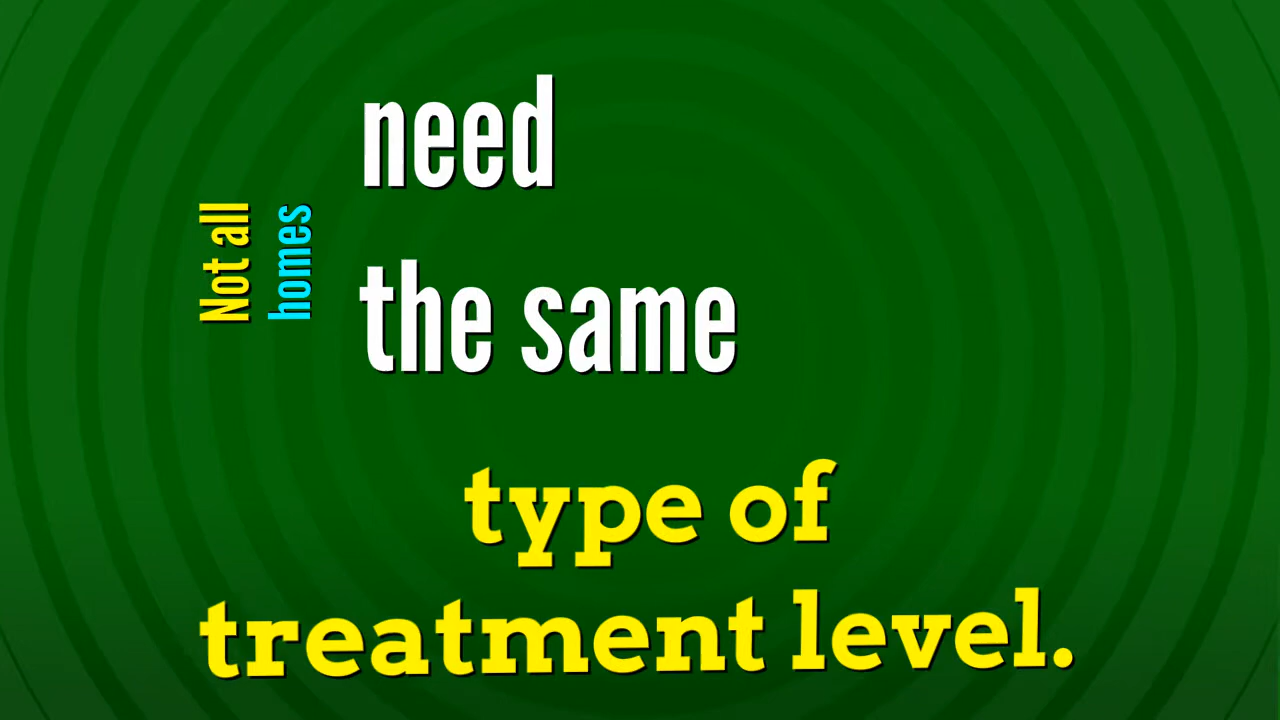 Not all
homes
need
the same
type of
treatment level.